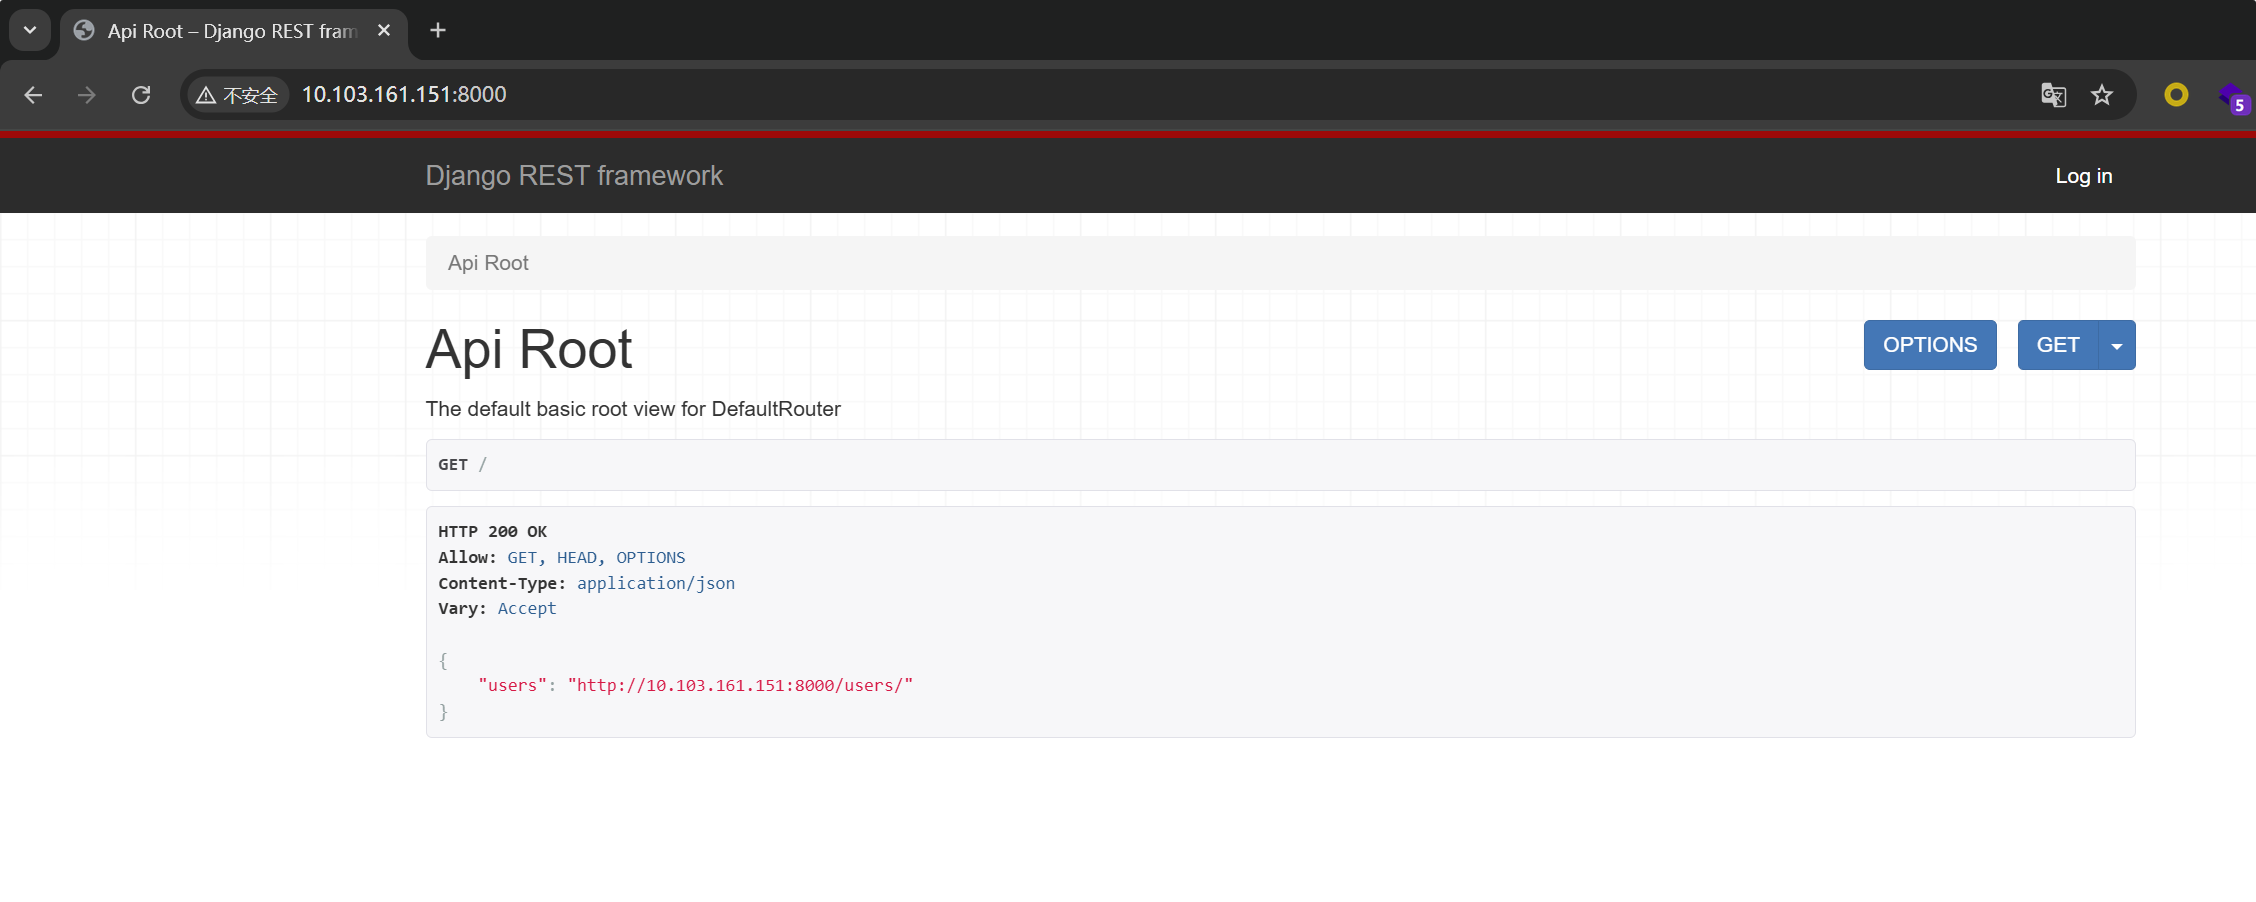 Api Root – Django REST fram
不安全 10.103.161.151:8000
5
Django REST framework
Log in
Api Root
Api Root
OPTIONS
GET
The default basic root view for DefaultRouter
GET /
HTTP 200 OK
Allow: GET, HEAD, OPTIONS
Content-Type: application/json
Vary: Accept
{
"users": "http://10.103.161.151:8000/users/"
}